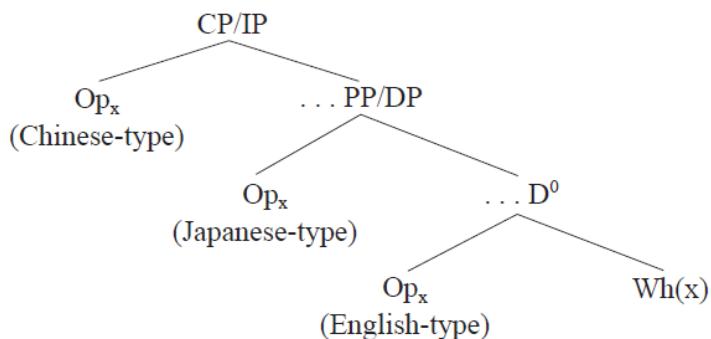 CP/IP
Opₓ
. . . PP/DP
(Chinese-type)
Opₓ
. . . D⁰
(Japanese-type)
Opₓ
Wh(x)
(English-type)